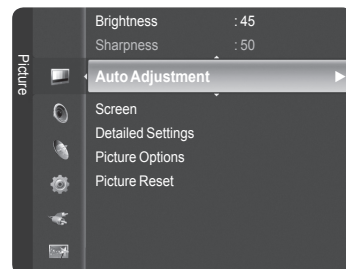 Picture
Brightness : 45
Sharpness : 50
Auto Adjustment
Screen
Detailed Settings
Picture Options
Picture Reset